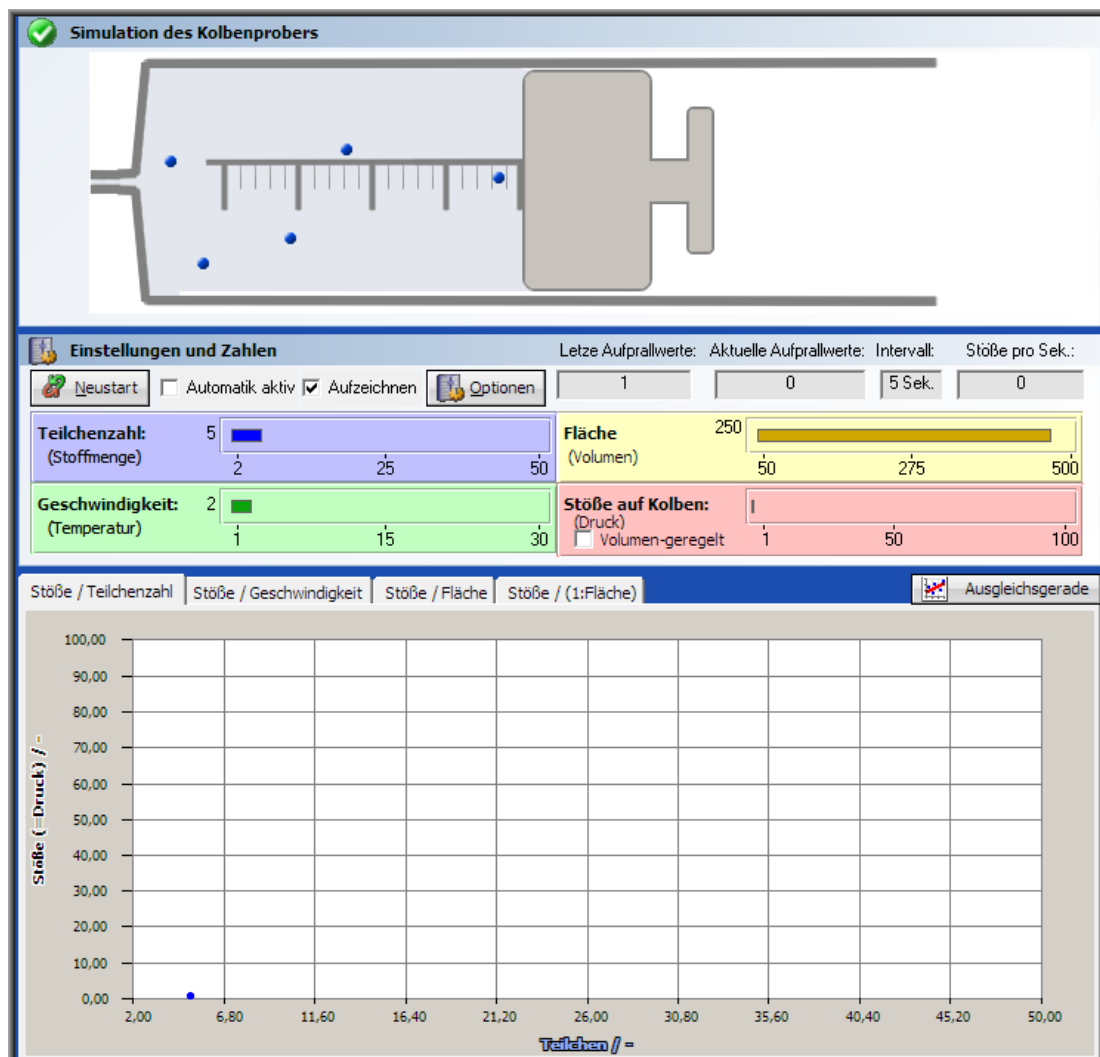 Simulation des Kolbenprobers
Einstellungen und Zahlen
Letze Aufprallwerte: Aktuelle Aufprallwerte: Intervall: Stöße pro Sek.:
Neustart Automatik aktiv Aufzeichnen Optionen 1 0 5 Sek. 0
Teilchenzahl: 5
(Stoffmenge)
2 25 50
Fläche 250
(Volumen)
50 275 500
Geschwindigkeit: 2
(Temperatur)
1 15 30
Stöße auf Kolben:
(Druck)
Volumen-geregelt 1 50 100
Stöße / Teilchenzahl Stöße / Geschwindigkeit Stöße / Fläche Stöße / (1:Fläche) Ausgleichsgerade
Stöße (=Druck) / -
100,00
90,00
80,00
70,00
60,00
50,00
40,00
30,00
20,00
10,00
0,00
2,00 6,80 11,60 16,40 21,20 26,00 30,80 35,60 40,40 45,20 50,00
Teilchen / -